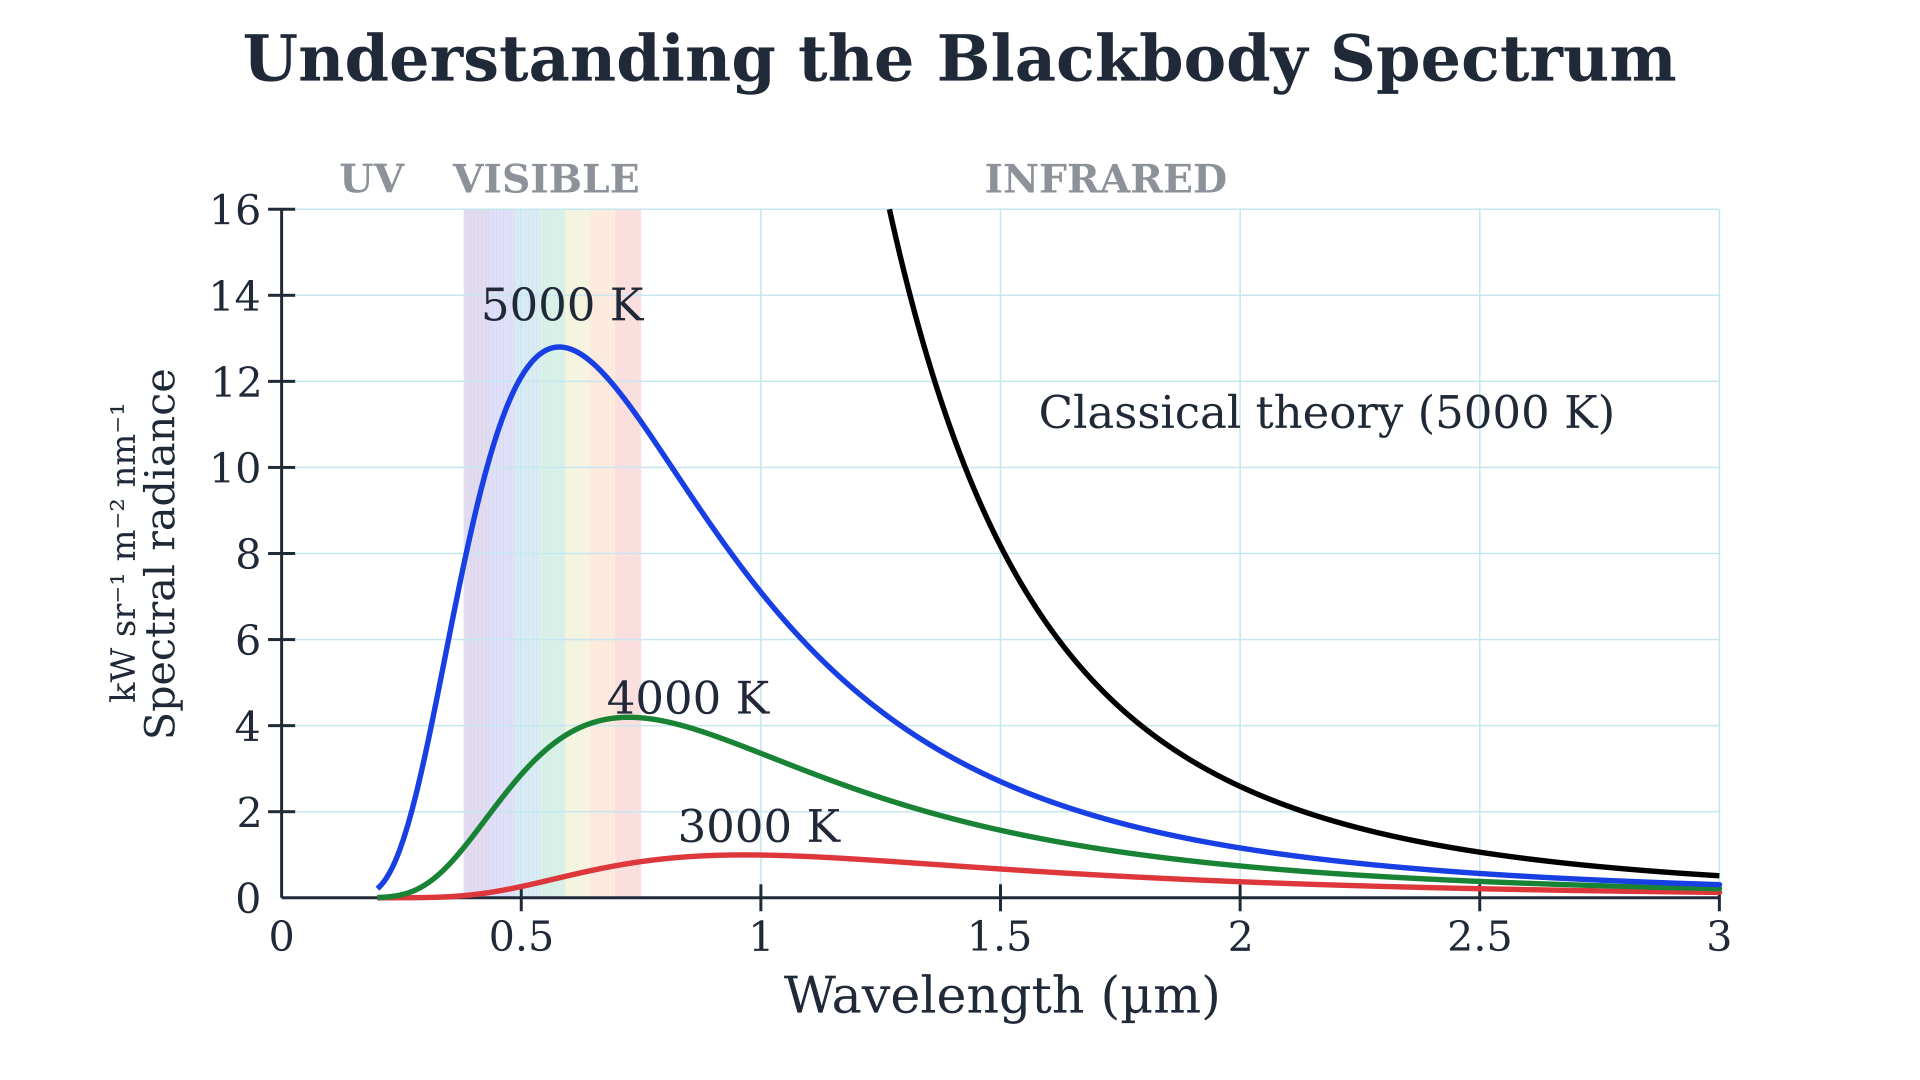 Understanding the Blackbody Spectrum
UV VISIBLE INFRARED
16
14
12
10
8
6
4
2
0
kW sr⁻¹ m⁻² nm⁻¹
Spectral radiance
5000 K
Classical theory (5000 K)
4000 K
3000 K
0 0.5 1 1.5 2 2.5 3
Wavelength (µm)